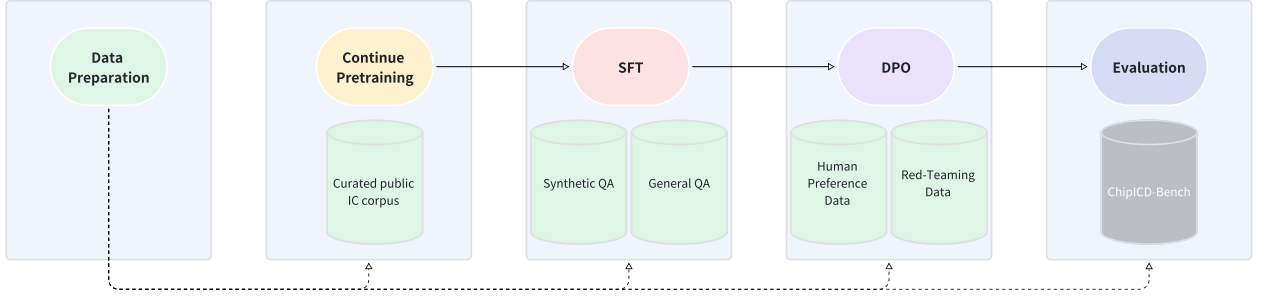 Data
Preparation
Continue
Pretraining
SFT
DPO
Evaluation
Curated public
IC corpus
Synthetic QA
General QA
Human
Preference
Data
Red-Teaming
Data
ChipICD-Bench